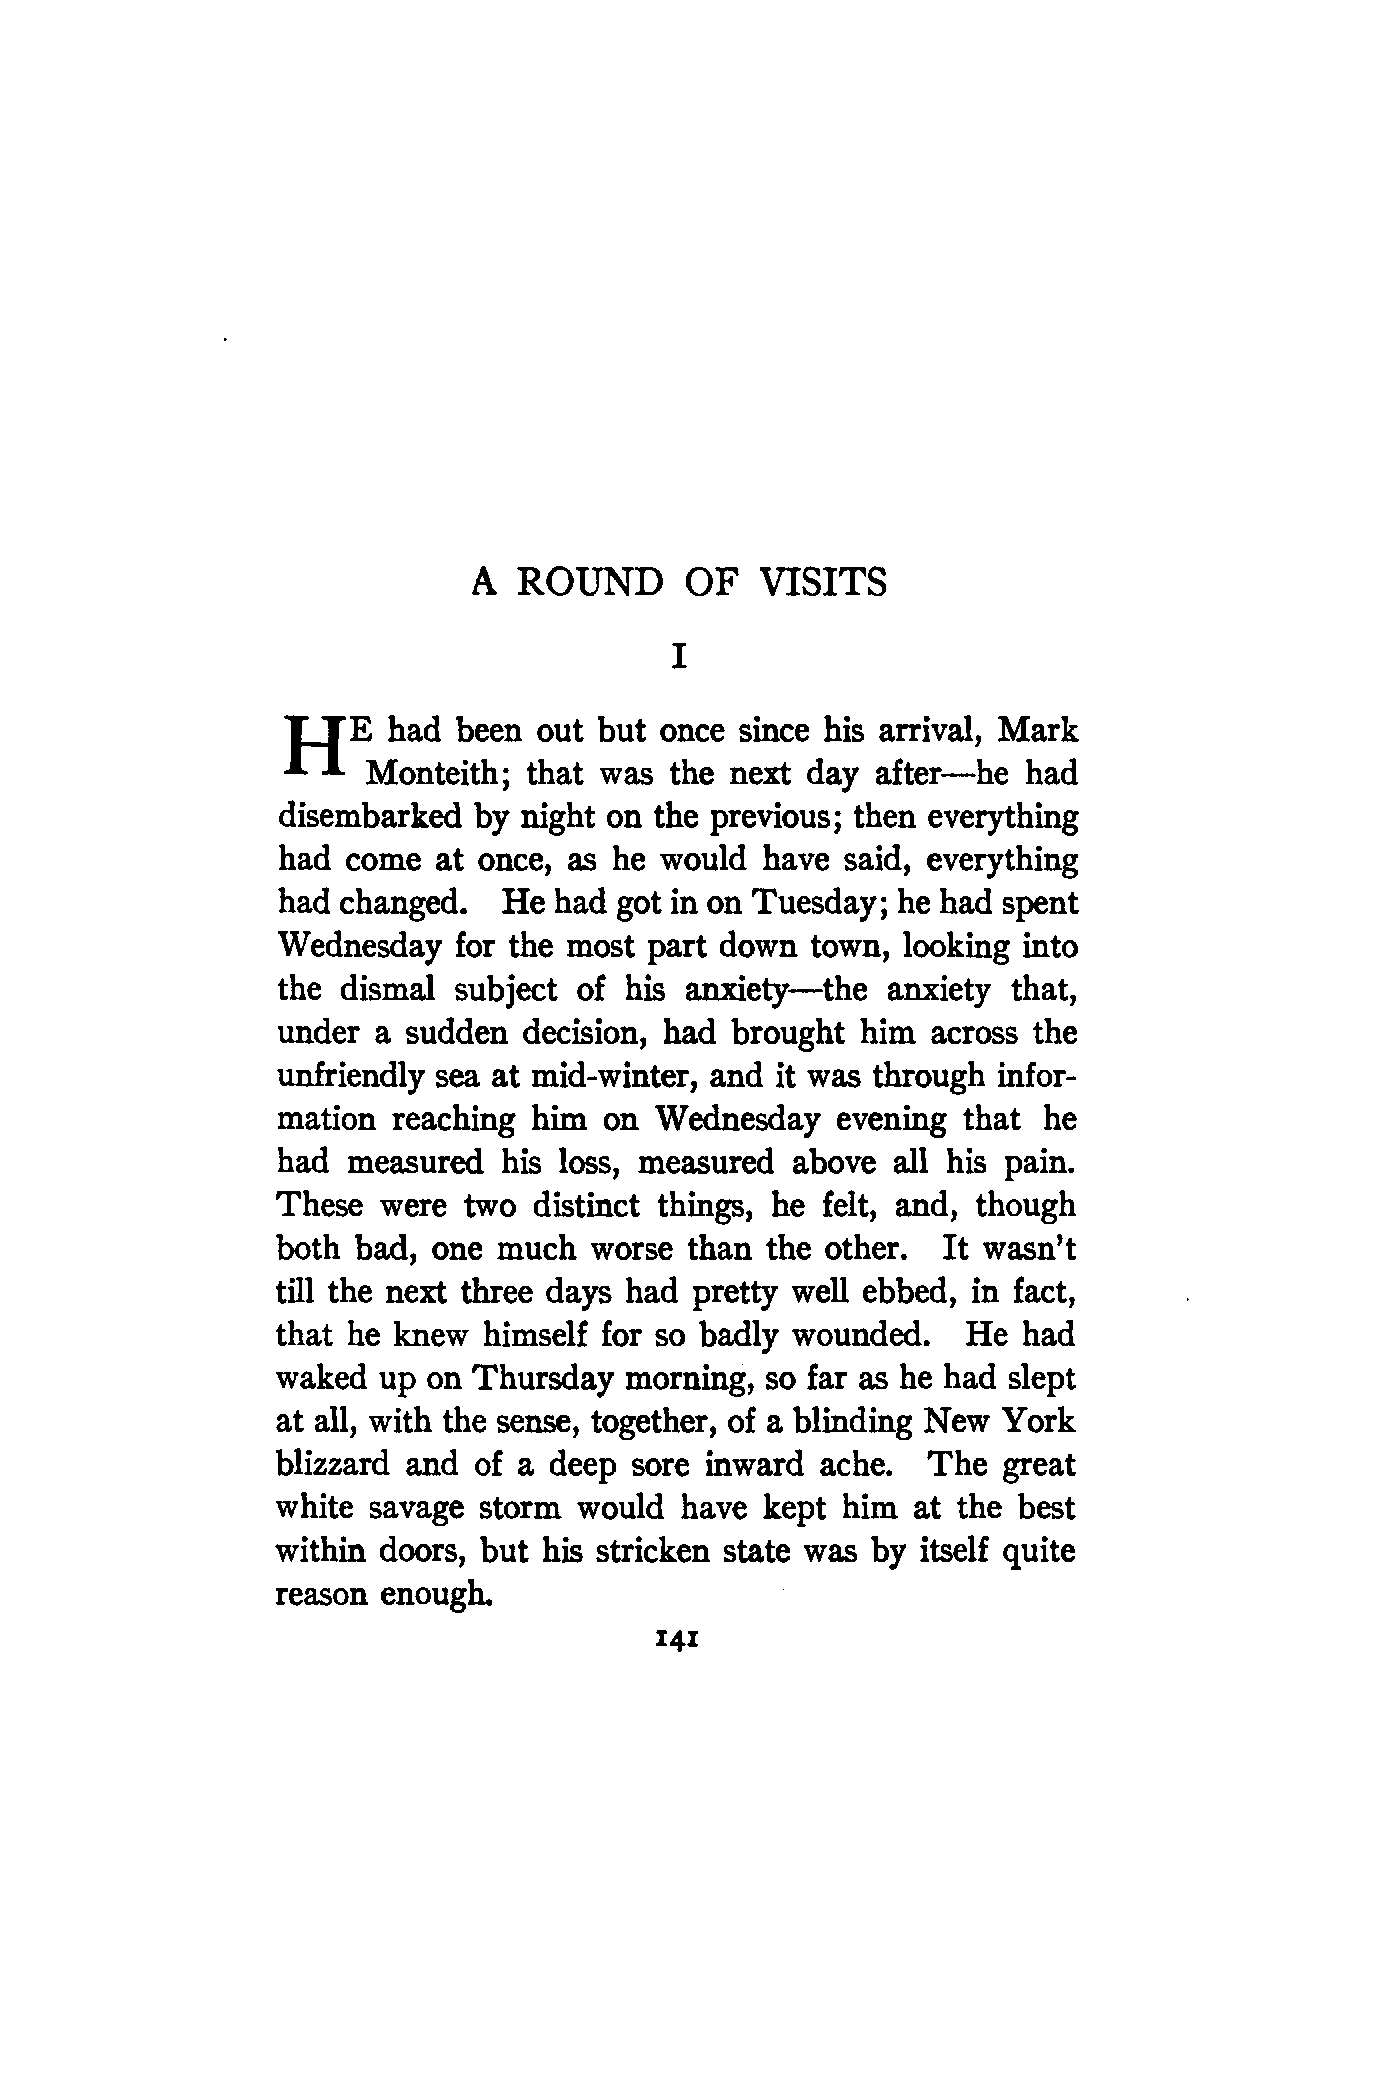 A ROUND OF VISITS
I
HE had been out but once since his arrival, Mark
Monteith; that was the next day after—he had
disembarked by night on the previous; then everything
had come at once, as he would have said, everything
had changed. He had got in on Tuesday; he had spent
Wednesday for the most part down town, looking into
the dismal subject of his anxiety—the anxiety that,
under a sudden decision, had brought him across the
unfriendly sea at mid-winter, and it was through infor-
mation reaching him on Wednesday evening that he
had measured his loss, measured above all his pain.
These were two distinct things, he felt, and, though
both bad, one much worse than the other. It wasn't
till the next three days had pretty well ebbed, in fact,
that he knew himself for so badly wounded. He had
waked up on Thursday morning, so far as he had slept
at all, with the sense, together, of a blinding New York
blizzard and of a deep sore inward ache. The great
white savage storm would have kept him at the best
within doors, but his stricken state was by itself quite
reason enough.
141